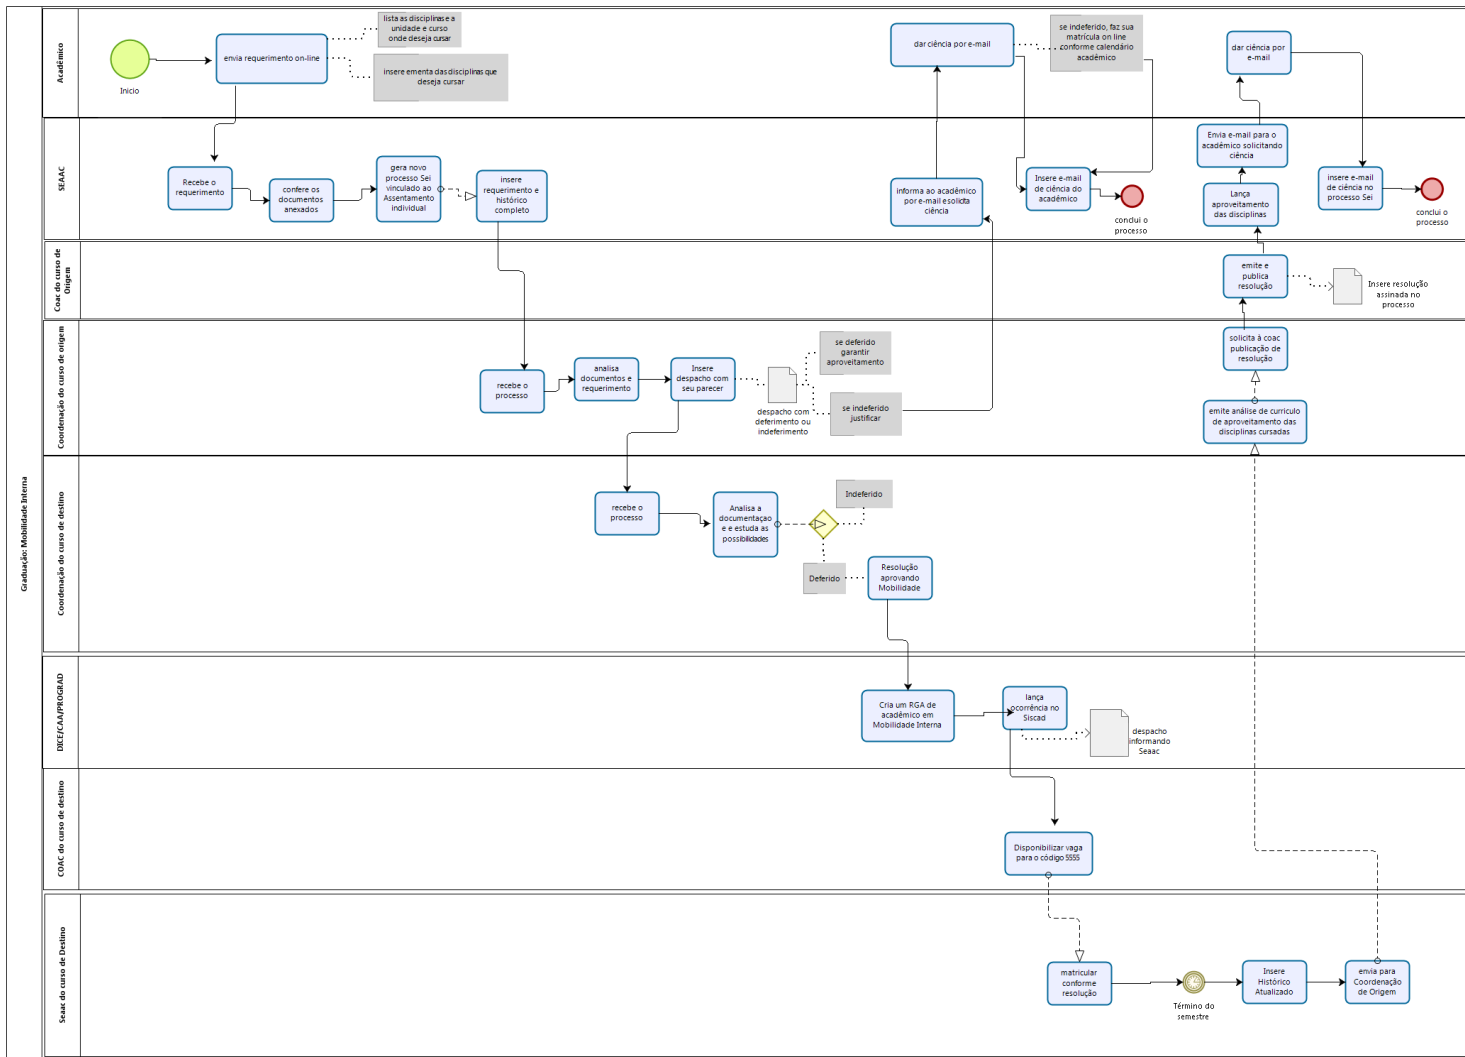 Graduação: Mobilidade Interna
Acadêmico
Inicio
envia requerimento on-line
lista as disciplinas e a
unidade e curso
onde deseja cursar
insere ementa das disciplinas que
deseja cursar
dar ciência por e-mail
se indeferido, faz sua
matrícula on line
conforme calendário
acadêmico
dar ciência por
e-mail
SEAAC
Recebe o
requerimento
confere os
documentos
anexados
gera novo
processo Sei
vinculado ao
Assentamento
individual
insere
requerimento e
histórico
completo
informa ao acadêmico
por e-mail e solicita
ciência
Insere e-mail
de ciência do
acadêmico
conclui o
processo
Envia e-mail para o
acadêmico solicitando
ciência
Lança
aproveitamento
das disciplinas
insere e-mail
de ciência no
processo Sei
conclui o
processo
Coac do curso de
Origem
emite e
publica
resolução
Insere resolução
assinada no
processo
Coordenação do curso de origem
recebe o
processo
analisa
documentos e
requerimento
Insere
despacho com
seu parecer
despacho com
deferimento ou
indeferimento
se deferido
garantir
aproveitamento
se indeferido
justificar
solicita à coac
publicação de
resolução
emite análise de curriculo
de aproveitamento das
disciplinas cursadas
Coordenação do curso de destino
recebe o
processo
Analisa a
documentaçao
e e estuda as
possibilidades
Indeferido
Deferido
Resolução
aprovando
Mobilidade
DICE/CAA/PROGRAD
Cria um RGA de
acadêmico em
Mobilidade Interna
lança
ocorrência no
Siscad
despacho
informando
Seaac
COAC do curso de destino
Disponibilizar vaga
para o código 5555
Seaac do curso de Destino
matricular
conforme
resolução
Término do
semestre
Insere
Histórico
Atualizado
envia para
Coordenação
de Origem